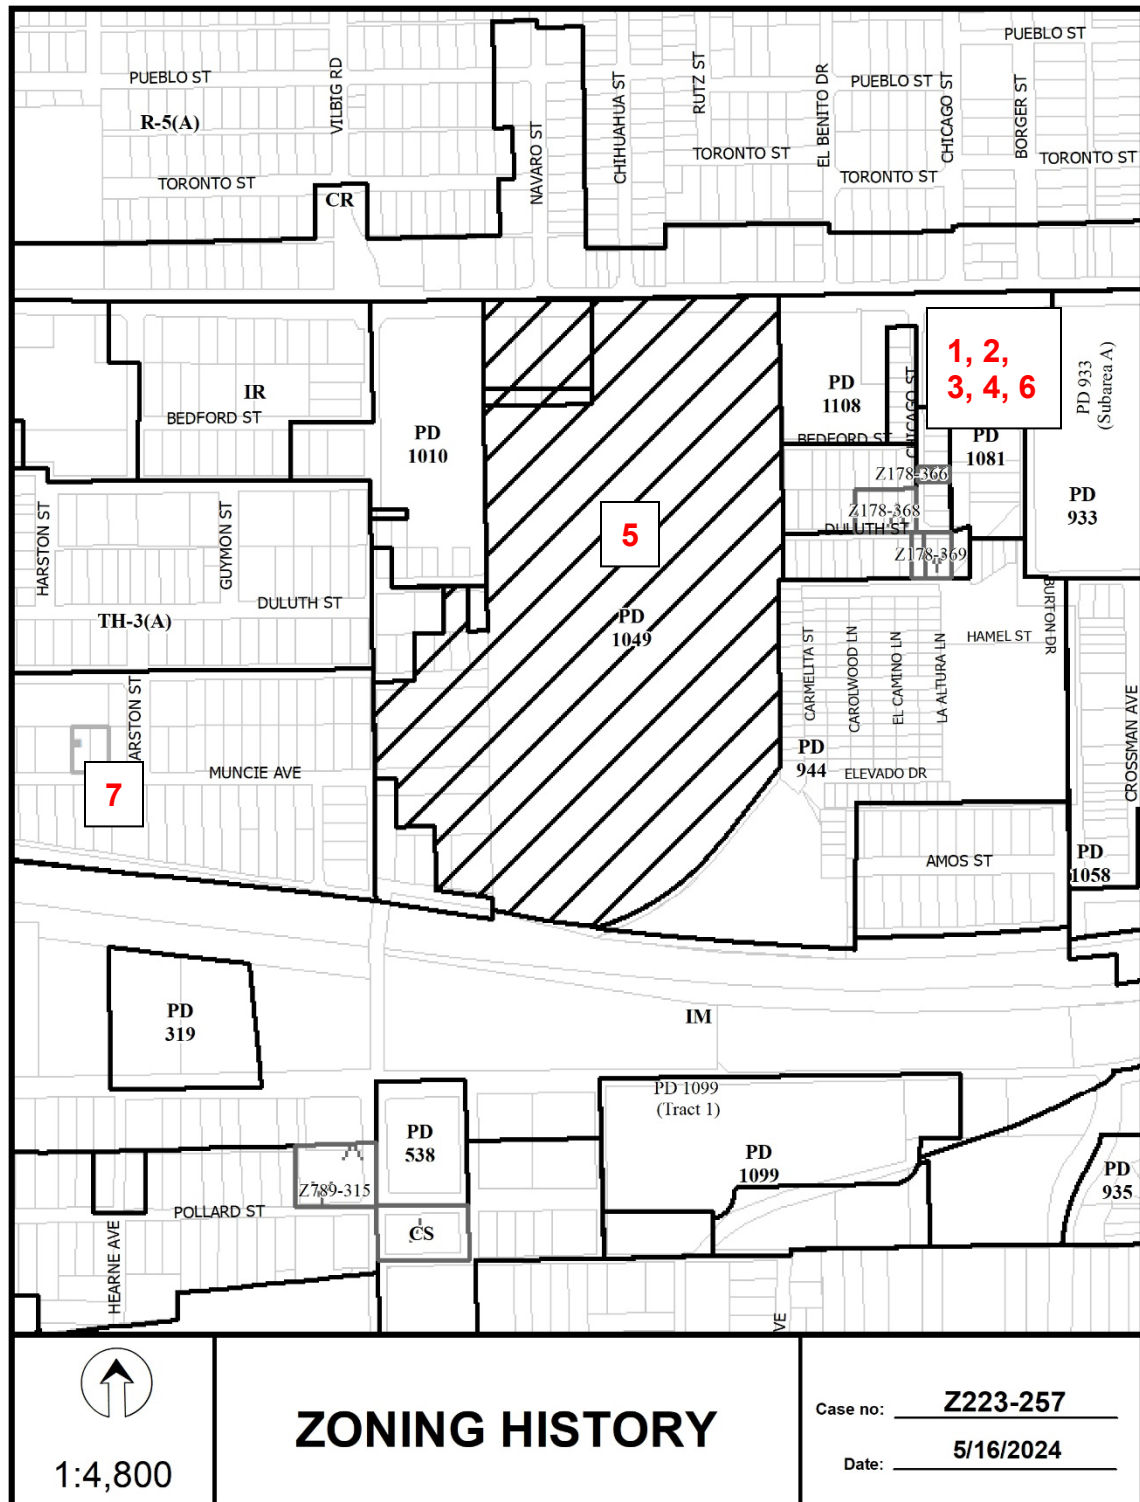 PUEBLO ST
PUEBLO ST
PUEBLO ST
VILBIG RD
R-5(A)
NAVARO ST
CHIHUAHUA ST
RUTZ ST
EL BENITO DR
CHICAGO ST
BORGER ST
TORONTO ST
TORONTO ST
TORONTO ST
TORONTO ST
CR
IR
BEDFORD ST
PD
1010
PD
1108
BEDFORD ST
CHICAGO ST
1, 2,
3, 4, 6
PD 933
(Subarea A)
PD
1081
PD
933
Z178-366
Z178-368
DULUTH ST
Z178-369
5
PD
1049
HARSTON ST
GUYMON ST
DULUTH ST
TH-3(A)
CARMELITA ST
CAROLWOOD LN
EL CAMINO LN
LA ALTURA LN
HAMEL ST
BURTON DR
CROSSMAN AVE
PD
944
ELEVADO DR
ARSTON ST
MUNCIE AVE
7
AMOS ST
PD
1058
PD
319
IM
PD 1099
(Tract 1)
PD
538
PD
1099
PD
935
Z789-315
POLLARD ST
CS
HEARNE AVE
VE
1:4,800
ZONING HISTORY
Case no: Z223-257
Date: 5/16/2024